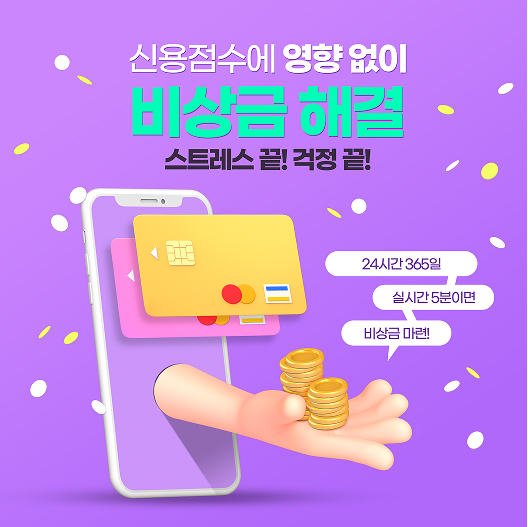 신용점수에 영향 없이
비상금 해결
스트레스 끝! 걱정 끝!
24시간 365일
실시간 5분이면
비상금 마련!